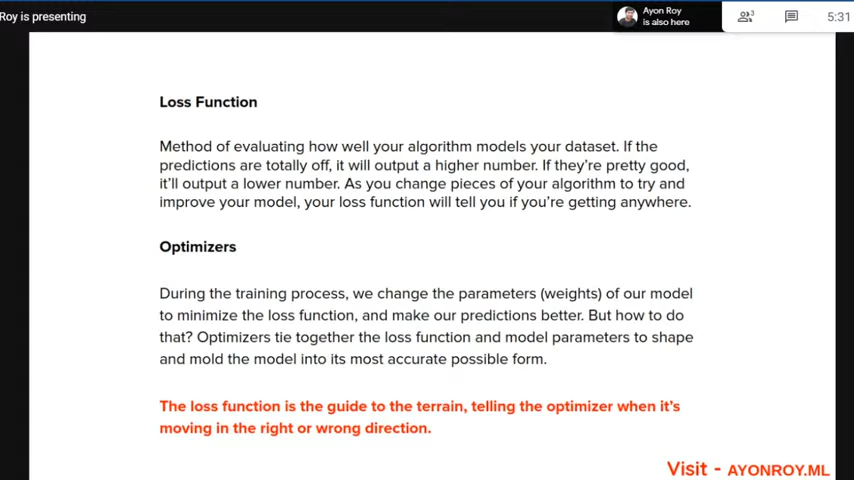 Roy is presenting
Ayon Roy
is also here
3
5:31
Loss Function
Method of evaluating how well your algorithm models your dataset. If the
predictions are totally off, it will output a higher number. If they're pretty good,
it'll output a lower number. As you change pieces of your algorithm to try and
improve your model, your loss function will tell you if you're getting anywhere.
Optimizers
During the training process, we change the parameters (weights) of our model
to minimize the loss function, and make our predictions better. But how to do
that? Optimizers tie together the loss function and model parameters to shape
and mold the model into its most accurate possible form.
The loss function is the guide to the terrain, telling the optimizer when it's
moving in the right or wrong direction.
Visit - AYONROY.ML